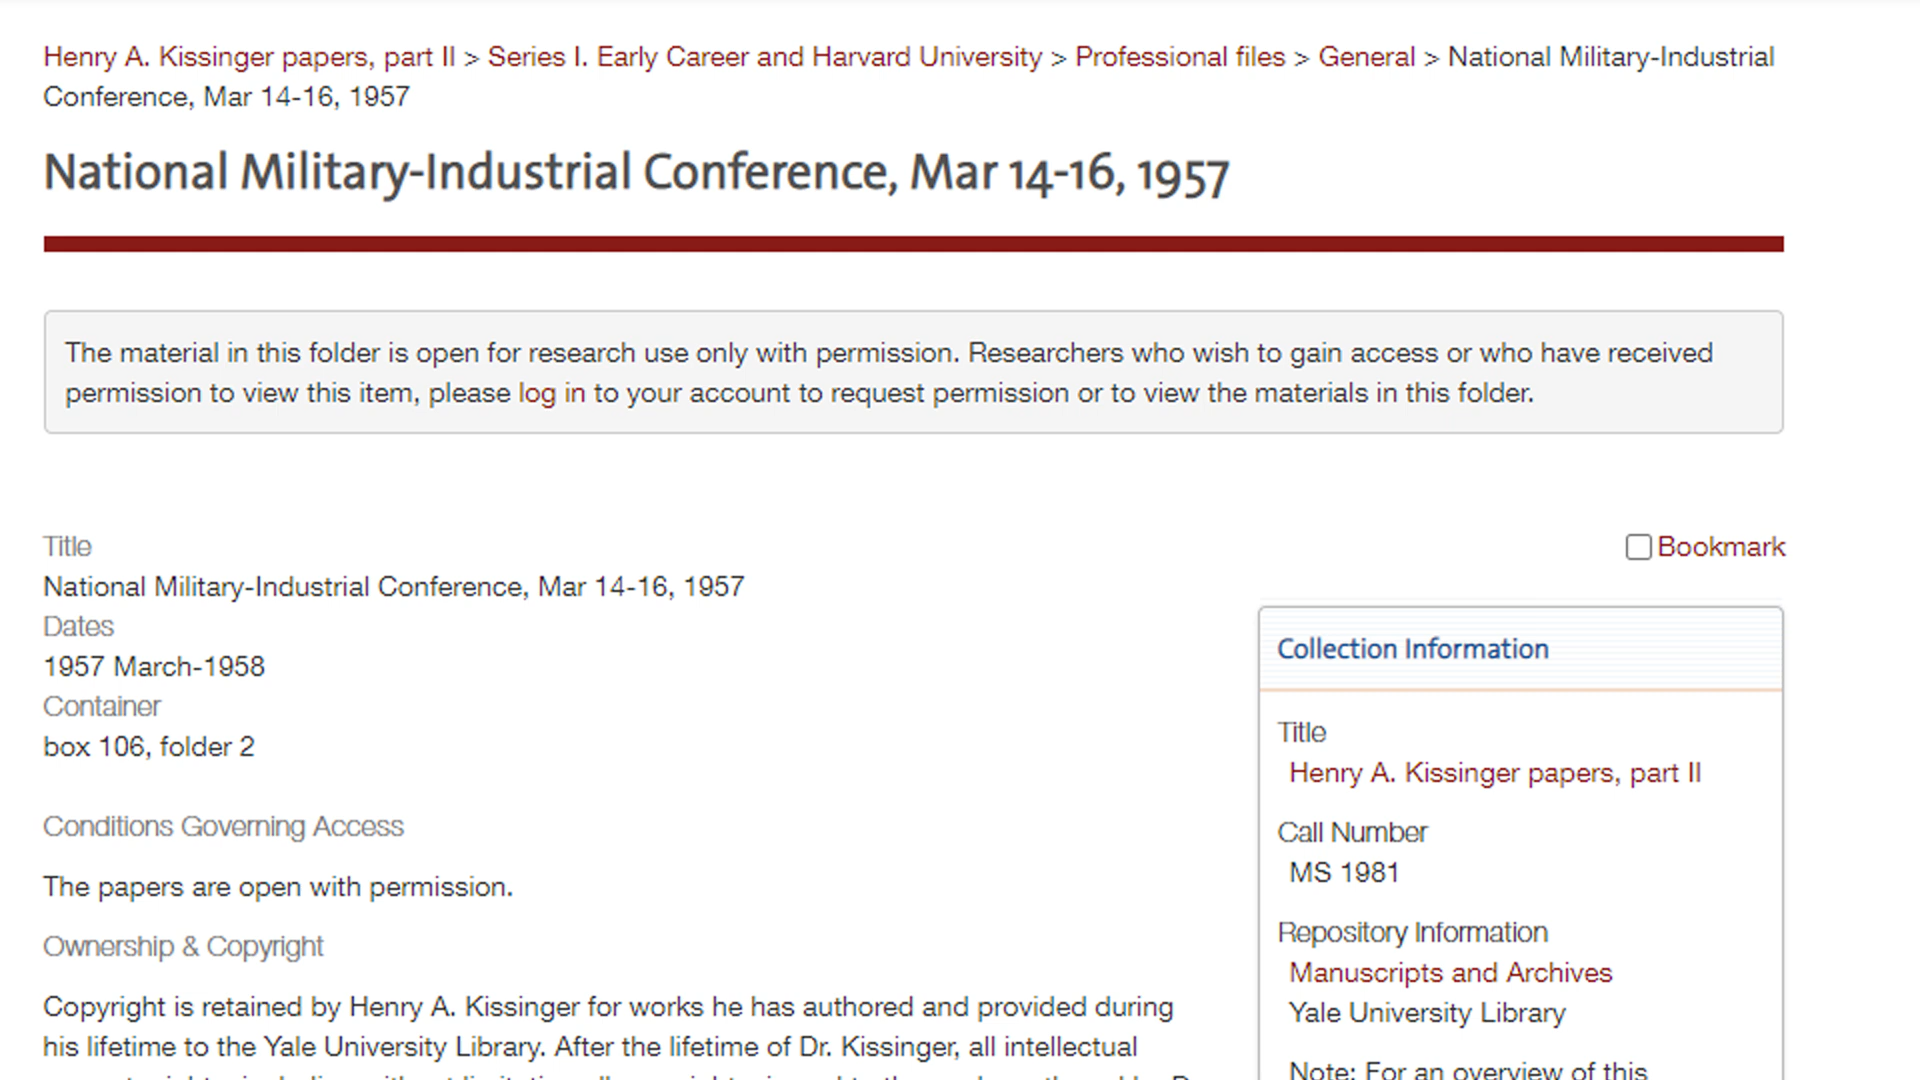 Henry A. Kissinger papers, part II > Series I. Early Career and Harvard University > Professional files > General > National Military-Industrial
Conference, Mar 14-16, 1957
National Military-Industrial Conference, Mar 14-16, 1957
The material in this folder is open for research use only with permission. Researchers who wish to gain access or who have received
permission to view this item, please log in to your account to request permission or to view the materials in this folder.
Bookmark
Title
National Military-Industrial Conference, Mar 14-16, 1957
Dates
1957 March-1958
Container
box 106, folder 2
Conditions Governing Access
The papers are open with permission.
Ownership & Copyright
Copyright is retained by Henry A. Kissinger for works he has authored and provided during
his lifetime to the Yale University Library. After the lifetime of Dr. Kissinger, all intellectual
Collection Information
Title
Henry A. Kissinger papers, part II
Call Number
MS 1981
Repository Information
Manuscripts and Archives
Yale University Library
Note: For an overview of this